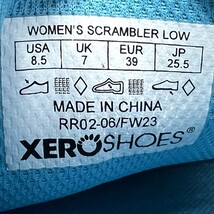 WOMEN'S SCRAMBLER LOW
USA UK EUR JP
8.5 7 39 25.5
MADE IN CHINA
RR02-06/FW23
XEROSHOES®